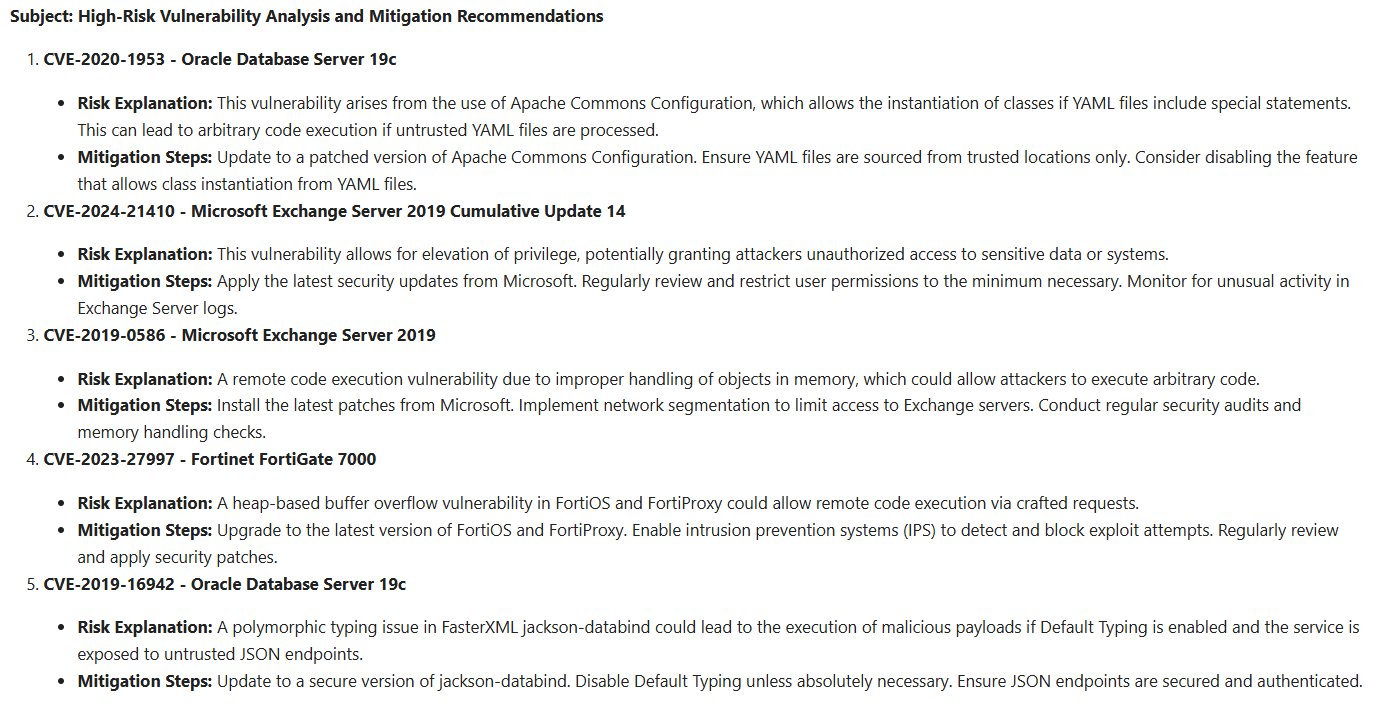 Subject: High-Risk Vulnerability Analysis and Mitigation Recommendations
1. CVE-2020-1953 - Oracle Database Server 19c
• Risk Explanation: This vulnerability arises from the use of Apache Commons Configuration, which allows the instantiation of classes if YAML files include special statements.
This can lead to arbitrary code execution if untrusted YAML files are processed.
• Mitigation Steps: Update to a patched version of Apache Commons Configuration. Ensure YAML files are sourced from trusted locations only. Consider disabling the feature
that allows class instantiation from YAML files.
2. CVE-2024-21410 - Microsoft Exchange Server 2019 Cumulative Update 14
• Risk Explanation: This vulnerability allows for elevation of privilege, potentially granting attackers unauthorized access to sensitive data or systems.
• Mitigation Steps: Apply the latest security updates from Microsoft. Regularly review and restrict user permissions to the minimum necessary. Monitor for unusual activity in
Exchange Server logs.
3. CVE-2019-0586 - Microsoft Exchange Server 2019
• Risk Explanation: A remote code execution vulnerability due to improper handling of objects in memory, which could allow attackers to execute arbitrary code.
• Mitigation Steps: Install the latest patches from Microsoft. Implement network segmentation to limit access to Exchange servers. Conduct regular security audits and
memory handling checks.
4. CVE-2023-27997 - Fortinet FortiGate 7000
• Risk Explanation: A heap-based buffer overflow vulnerability in FortiOS and FortiProxy could allow remote code execution via crafted requests.
• Mitigation Steps: Upgrade to the latest version of FortiOS and FortiProxy. Enable intrusion prevention systems (IPS) to detect and block exploit attempts. Regularly review
and apply security patches.
5. CVE-2019-16942 - Oracle Database Server 19c
• Risk Explanation: A polymorphic typing issue in FasterXML jackson-databind could lead to the execution of malicious payloads if Default Typing is enabled and the service is
exposed to untrusted JSON endpoints.
• Mitigation Steps: Update to a secure version of jackson-databind. Disable Default Typing unless absolutely necessary. Ensure JSON endpoints are secured and authenticated.